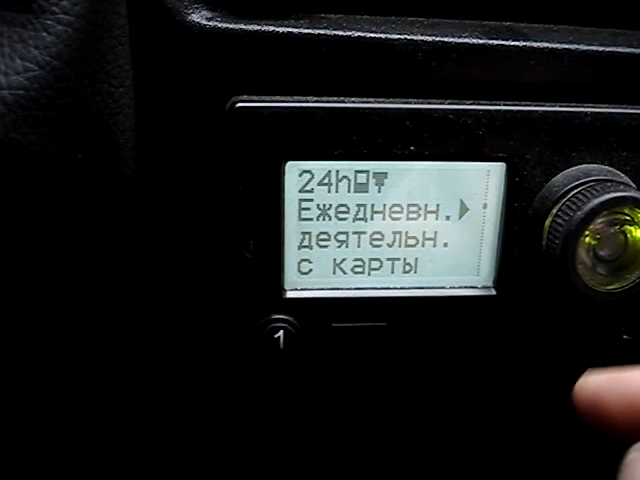 24h
Ежедневн.
деятельн.
с карты
1